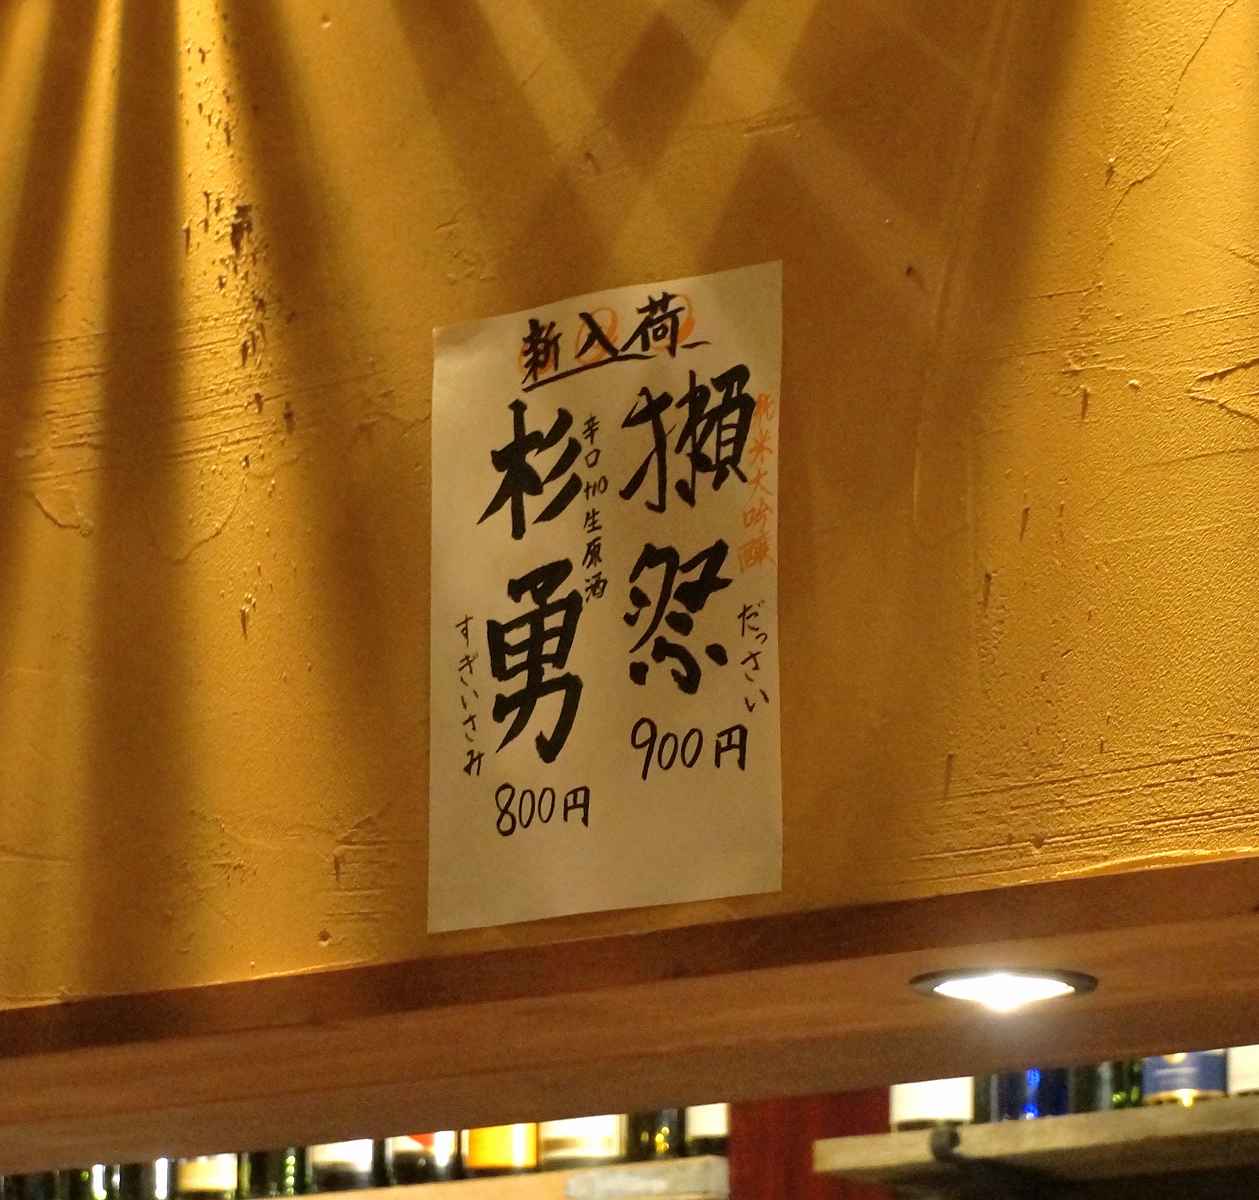 新入荷
純米大吟醸
だっさい
獺祭
900円
辛口+10生原酒
杉勇
すぎいさみ
800円